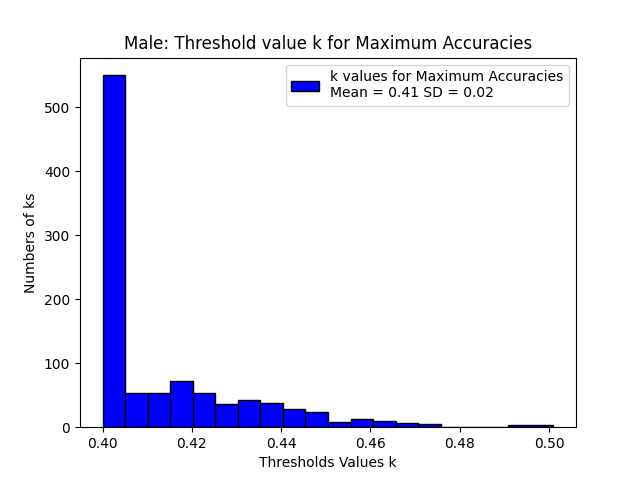 Male: Threshold value k for Maximum Accuracies
k values for Maximum Accuracies
Mean = 0.41 SD = 0.02
Numbers of ks
500
400
300
200
100
0
0.40 0.42 0.44 0.46 0.48 0.50
Thresholds Values k